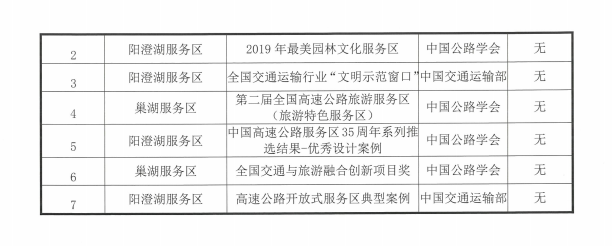 2 阳澄湖服务区 2019年最美园林文化服务区 中国公路学会 无
3 阳澄湖服务区 全国交通运输行业“文明示范窗口” 中国交通运输部 无
4 巢湖服务区 第二届全国高速公路旅游服务区
（旅游特色服务区） 中国公路学会 无
5 阳澄湖服务区 中国高速公路服务区35周年系列推
选结果-优秀设计案例 中国公路学会 无
6 巢湖服务区 全国交通与旅游融合创新项目奖 中国公路学会 无
7 阳澄湖服务区 高速公路开放式服务区典型案例 中国交通运输部 无